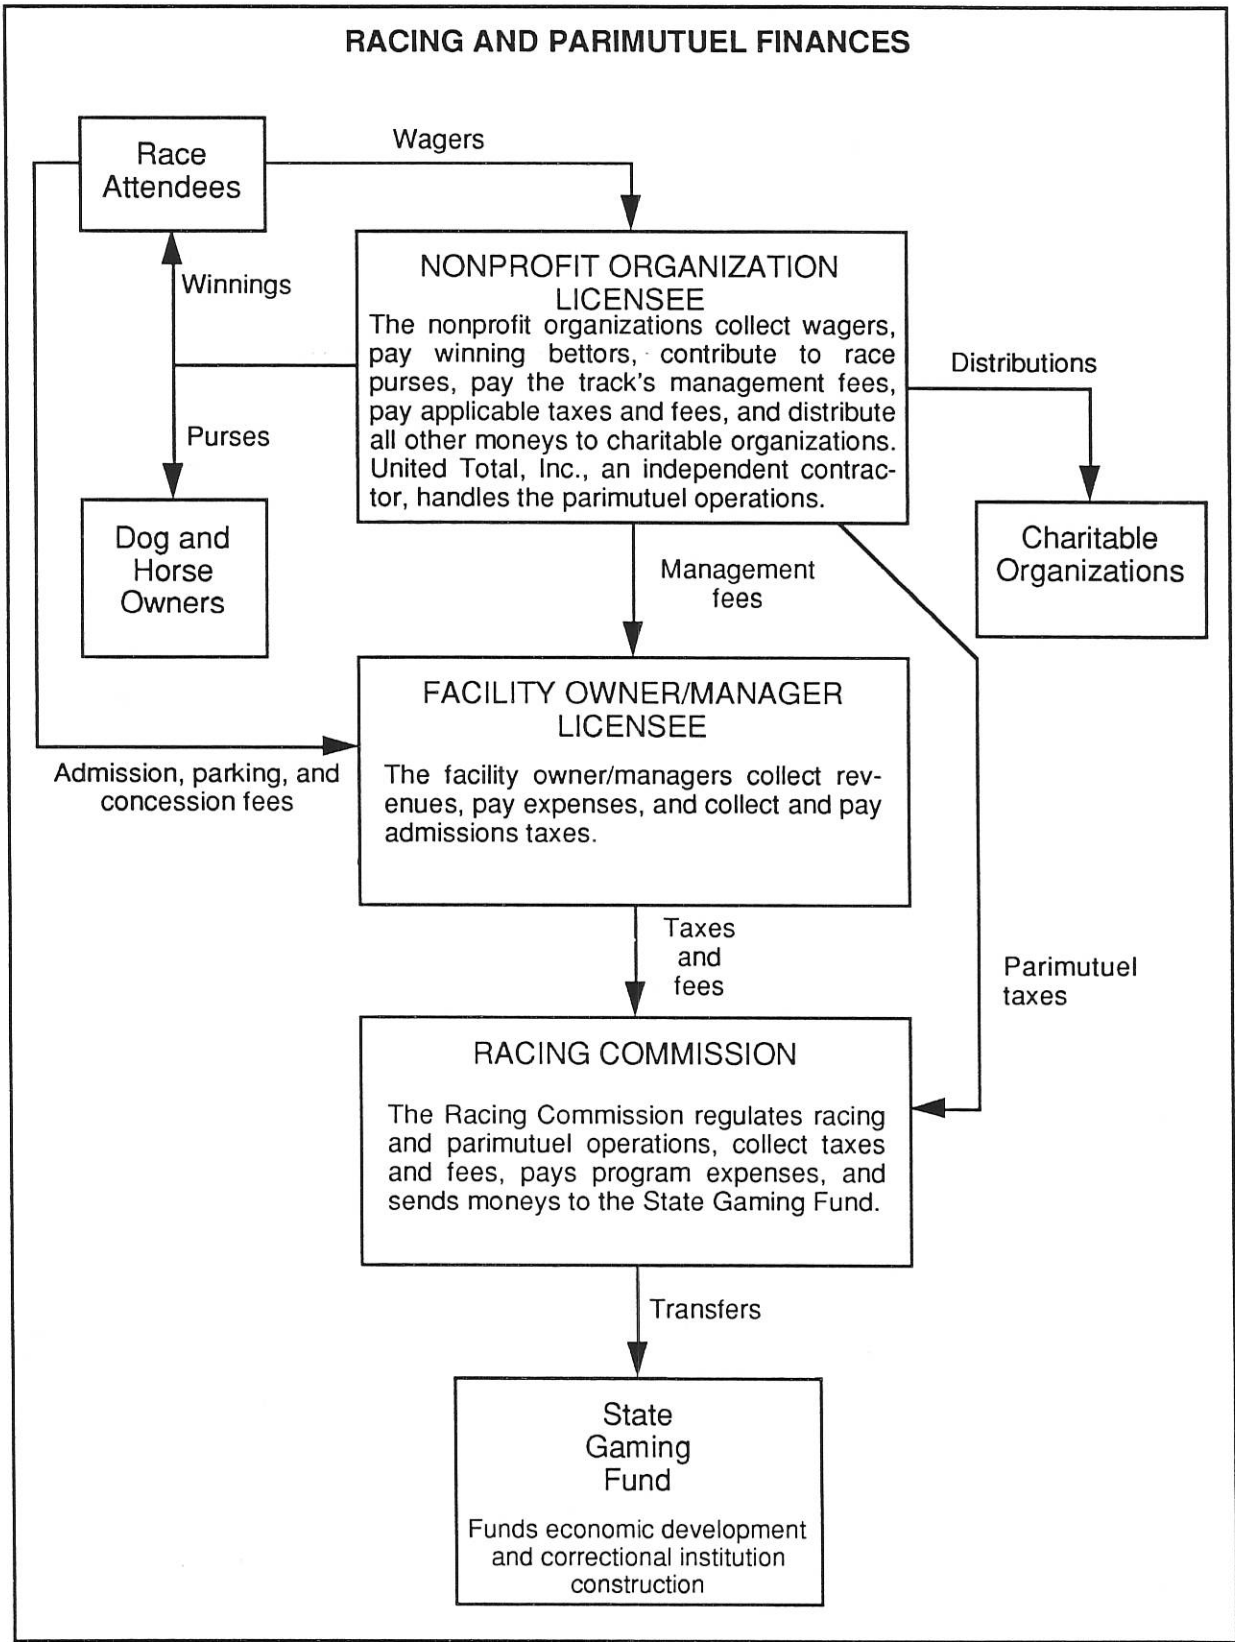 RACING AND PARIMUTUEL FINANCES
Race
Attendees
Wagers
Winnings
Purses
NONPROFIT ORGANIZATION
LICENSEE
The nonprofit organizations collect wagers,
pay winning bettors, contribute to race
purses, pay the track's management fees,
pay applicable taxes and fees, and distribute
all other moneys to charitable organizations.
United Total, Inc., an independent contrac-
tor, handles the parimutuel operations.
Distributions
Dog and
Horse
Owners
Charitable
Organizations
Management
fees
Admission, parking, and
concession fees
FACILITY OWNER/MANAGER
LICENSEE
The facility owner/managers collect rev-
enues, pay expenses, and collect and pay
admissions taxes.
Taxes
and
fees
Parimutuel
taxes
RACING COMMISSION
The Racing Commission regulates racing
and parimutuel operations, collect taxes
and fees, pays program expenses, and
sends moneys to the State Gaming Fund.
Transfers
State
Gaming
Fund
Funds economic development
and correctional institution
construction